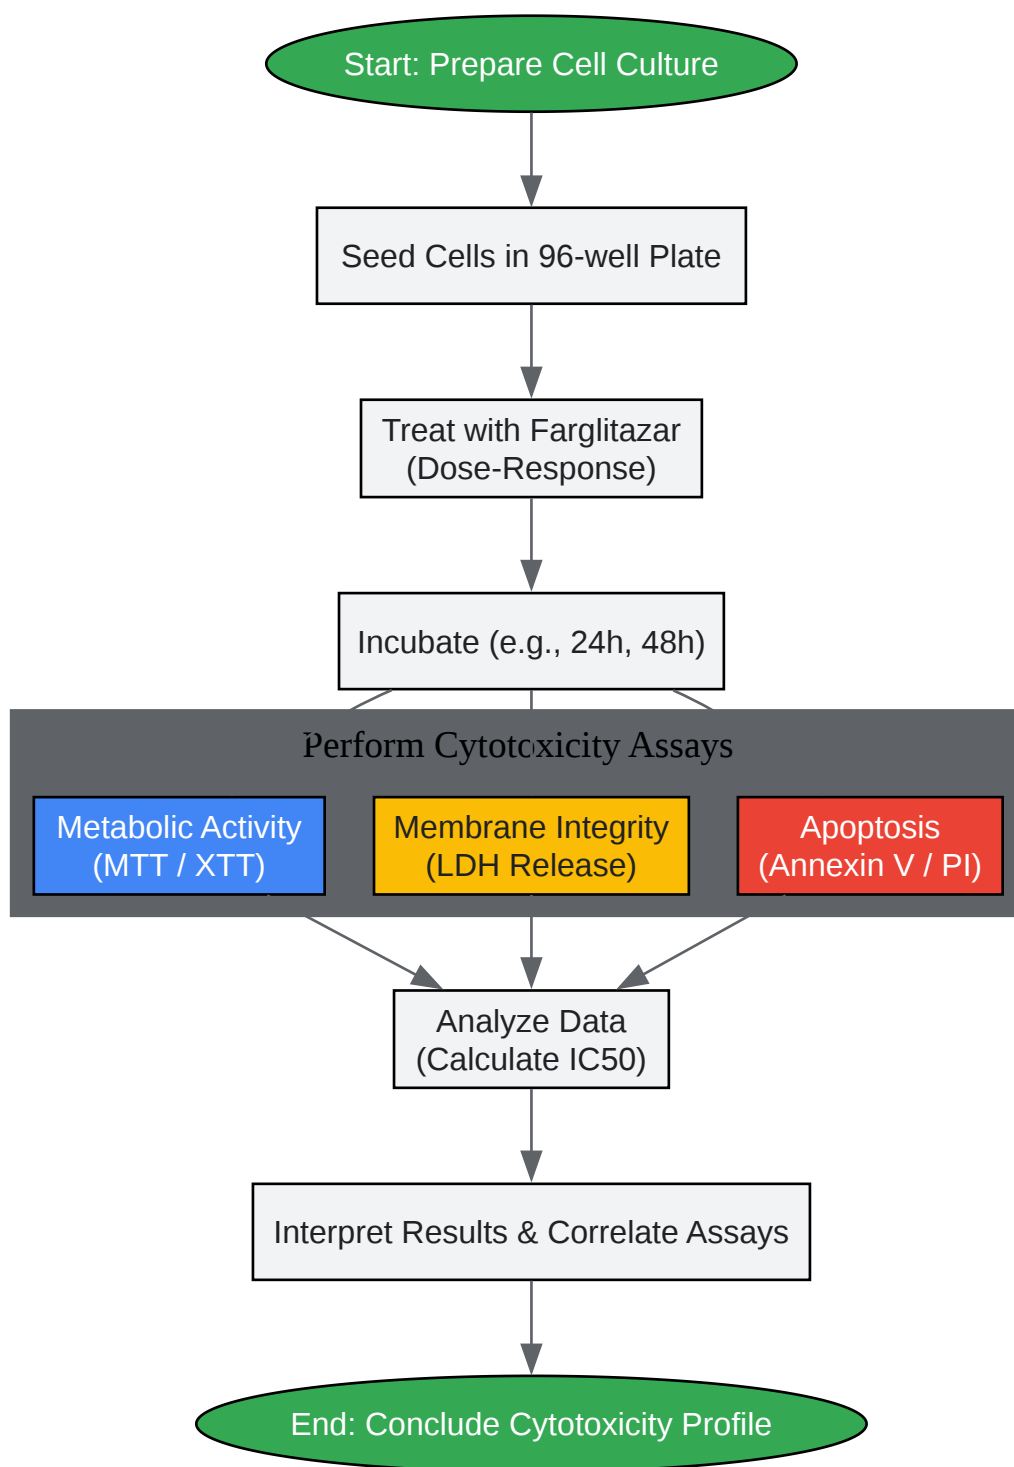 Start: Prepare Cell Culture
Seed Cells in 96-well Plate
Treat with Farglitazar
(Dose-Response)
Incubate (e.g., 24h, 48h)
Perform Cytotoxicity Assays
Metabolic Activity
(MTT / XTT)
Membrane Integrity
(LDH Release)
Apoptosis
(Annexin V / PI)
Analyze Data
(Calculate IC50)
Interpret Results & Correlate Assays
End: Conclude Cytotoxicity Profile